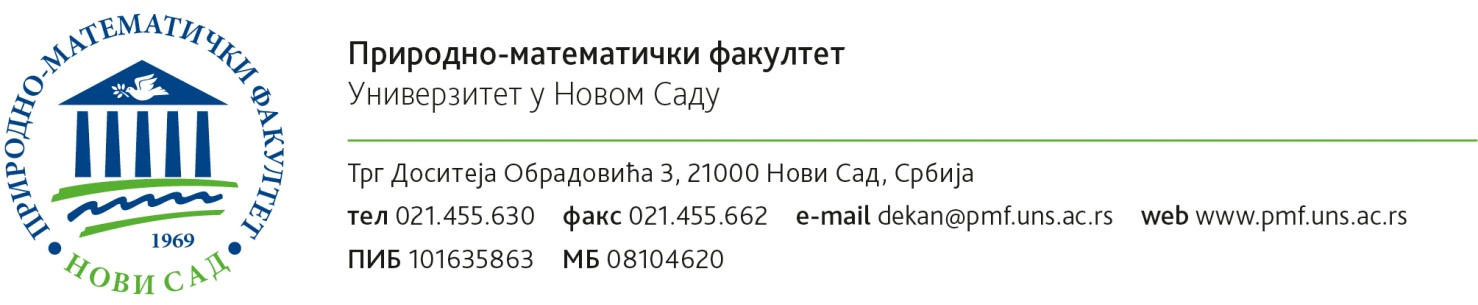 ПРИРОДНО-МАТЕМАТИЧКИ ФАКУЛТЕТ
1969
НОВИ САД
Природно-математички факултет
Универзитет у Новом Саду
Трг Доситеја Обрадовића 3, 21000 Нови Сад, Србија
тел 021.455.630 факс 021.455.662 e-mail dekan@pmf.uns.ac.rs web www.pmf.uns.ac.rs
ПИБ 101635863 МБ 08104620